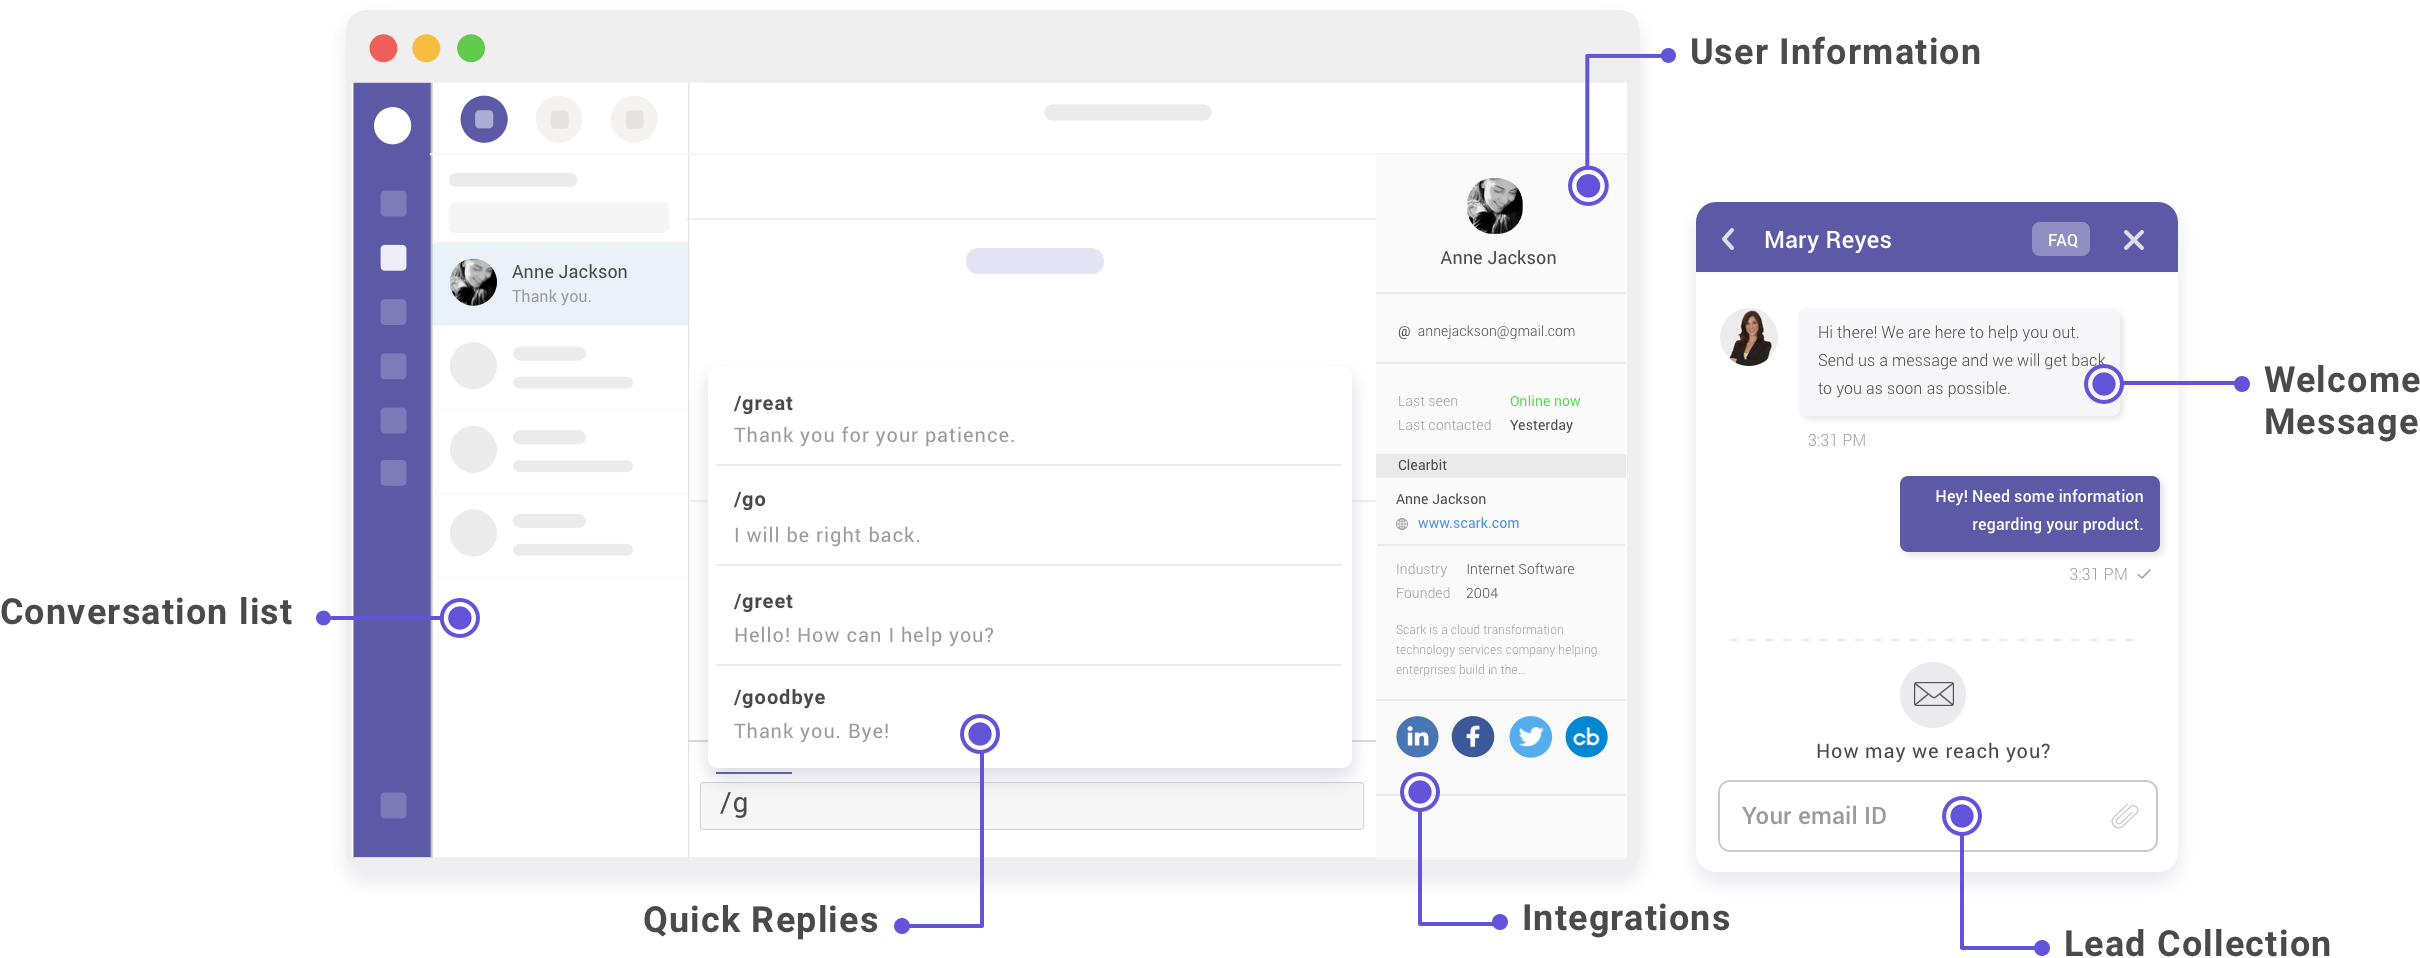 User Information
Anne Jackson
Thank you.
Anne Jackson
@ annejackson@gmail.com
Last seen Online now
Last contacted Yesterday
Clearbit
Anne Jackson
www.scark.com
Industry Internet Software
Founded 2004
Scark is a cloud transformation
technology services company helping
enterprises build in the...
in f cb
/great
Thank you for your patience.
/go
I will be right back.
/greet
Hello! How can I help you?
/goodbye
Thank you. Bye!
/g
Conversation list
Quick Replies
Integrations
Mary Reyes
FAQ
Hi there! We are here to help you out.
Send us a message and we will get back
to you as soon as possible.
3:31 PM
Welcome
Message
Hey! Need some information
regarding your product.
3:31 PM
How may we reach you?
Your email ID
Lead Collection